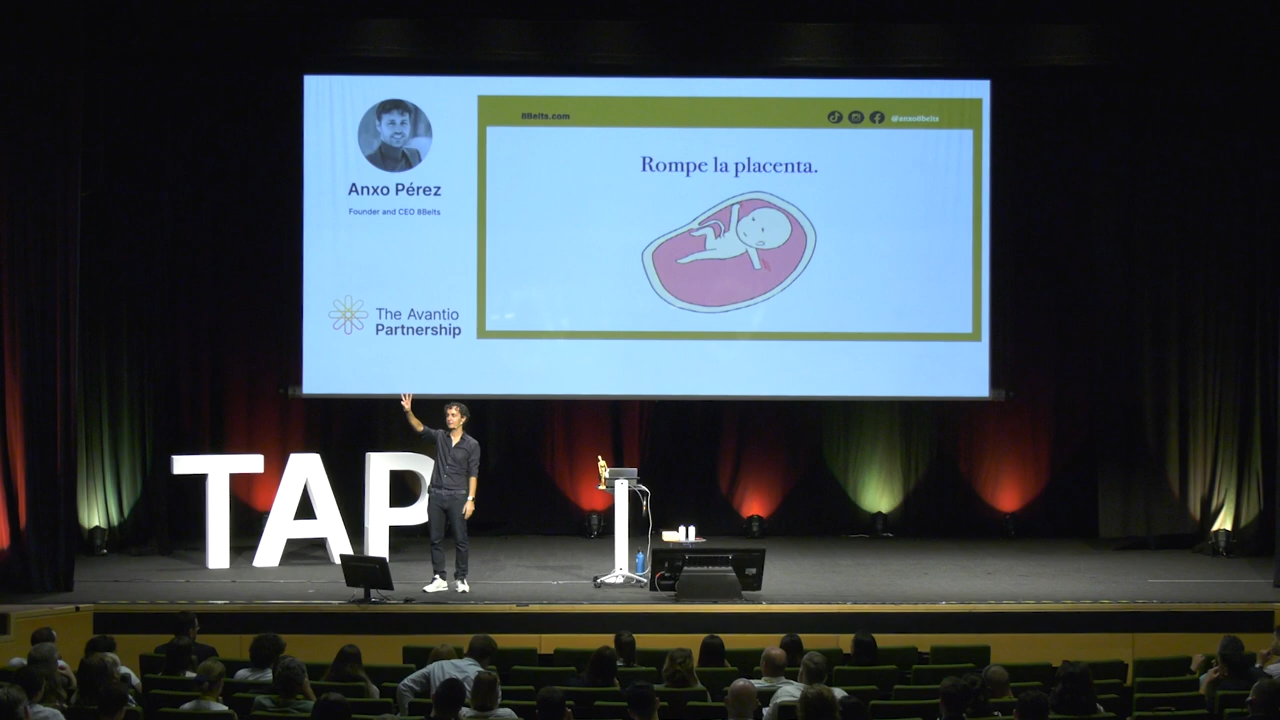 8Belts.com
@anxo8belts
Rompe la placenta.
Anxo Pérez
Founder and CEO 8Belts
The Avantio
Partnership
TAP